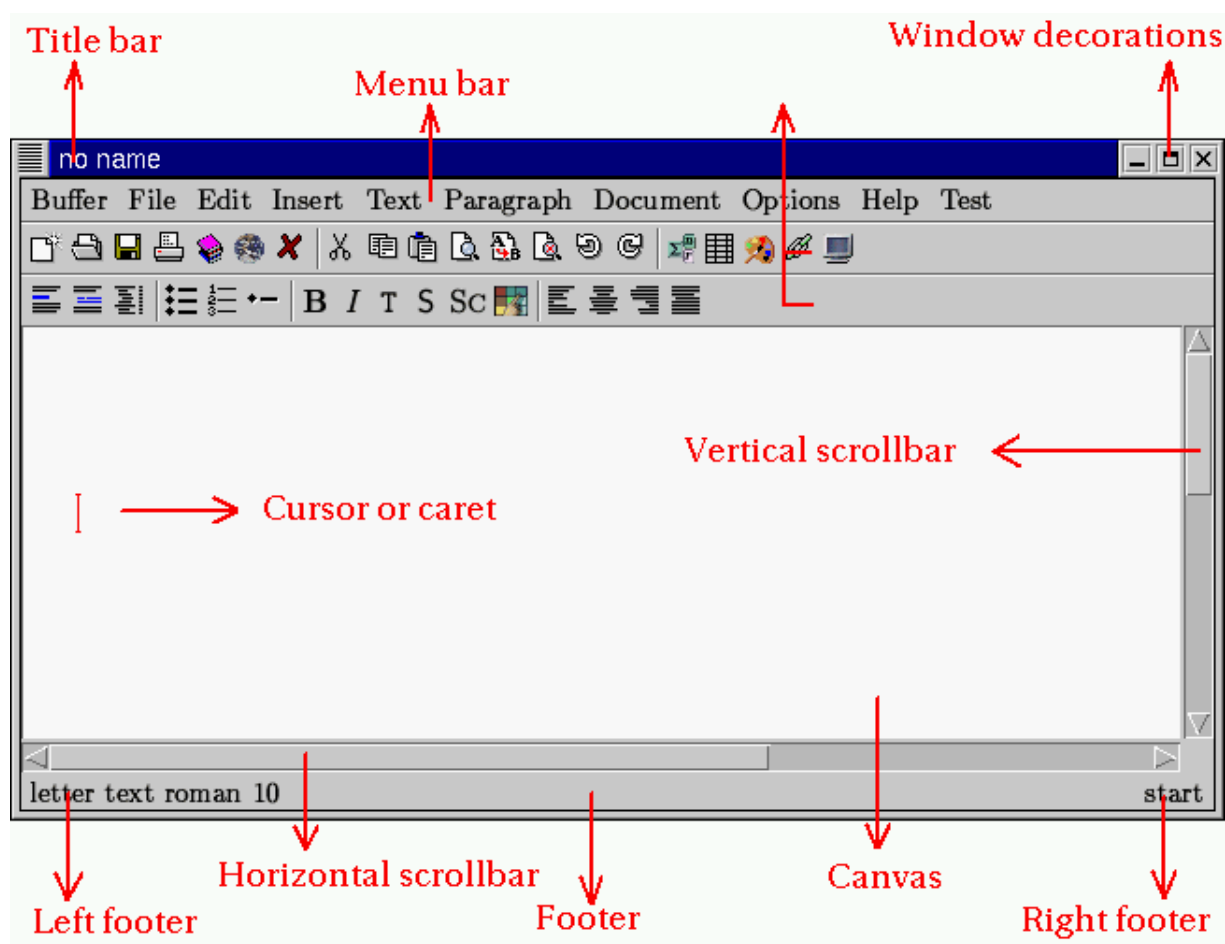 Title bar
Window decorations
Menu bar
no name
Buffer File Edit Insert Text Paragraph Document Options Help Test
B I T S SC
Vertical scrollbar
Cursor or caret
letter text roman 10
start
Horizontal scrollbar
Canvas
Left footer
Footer
Right footer